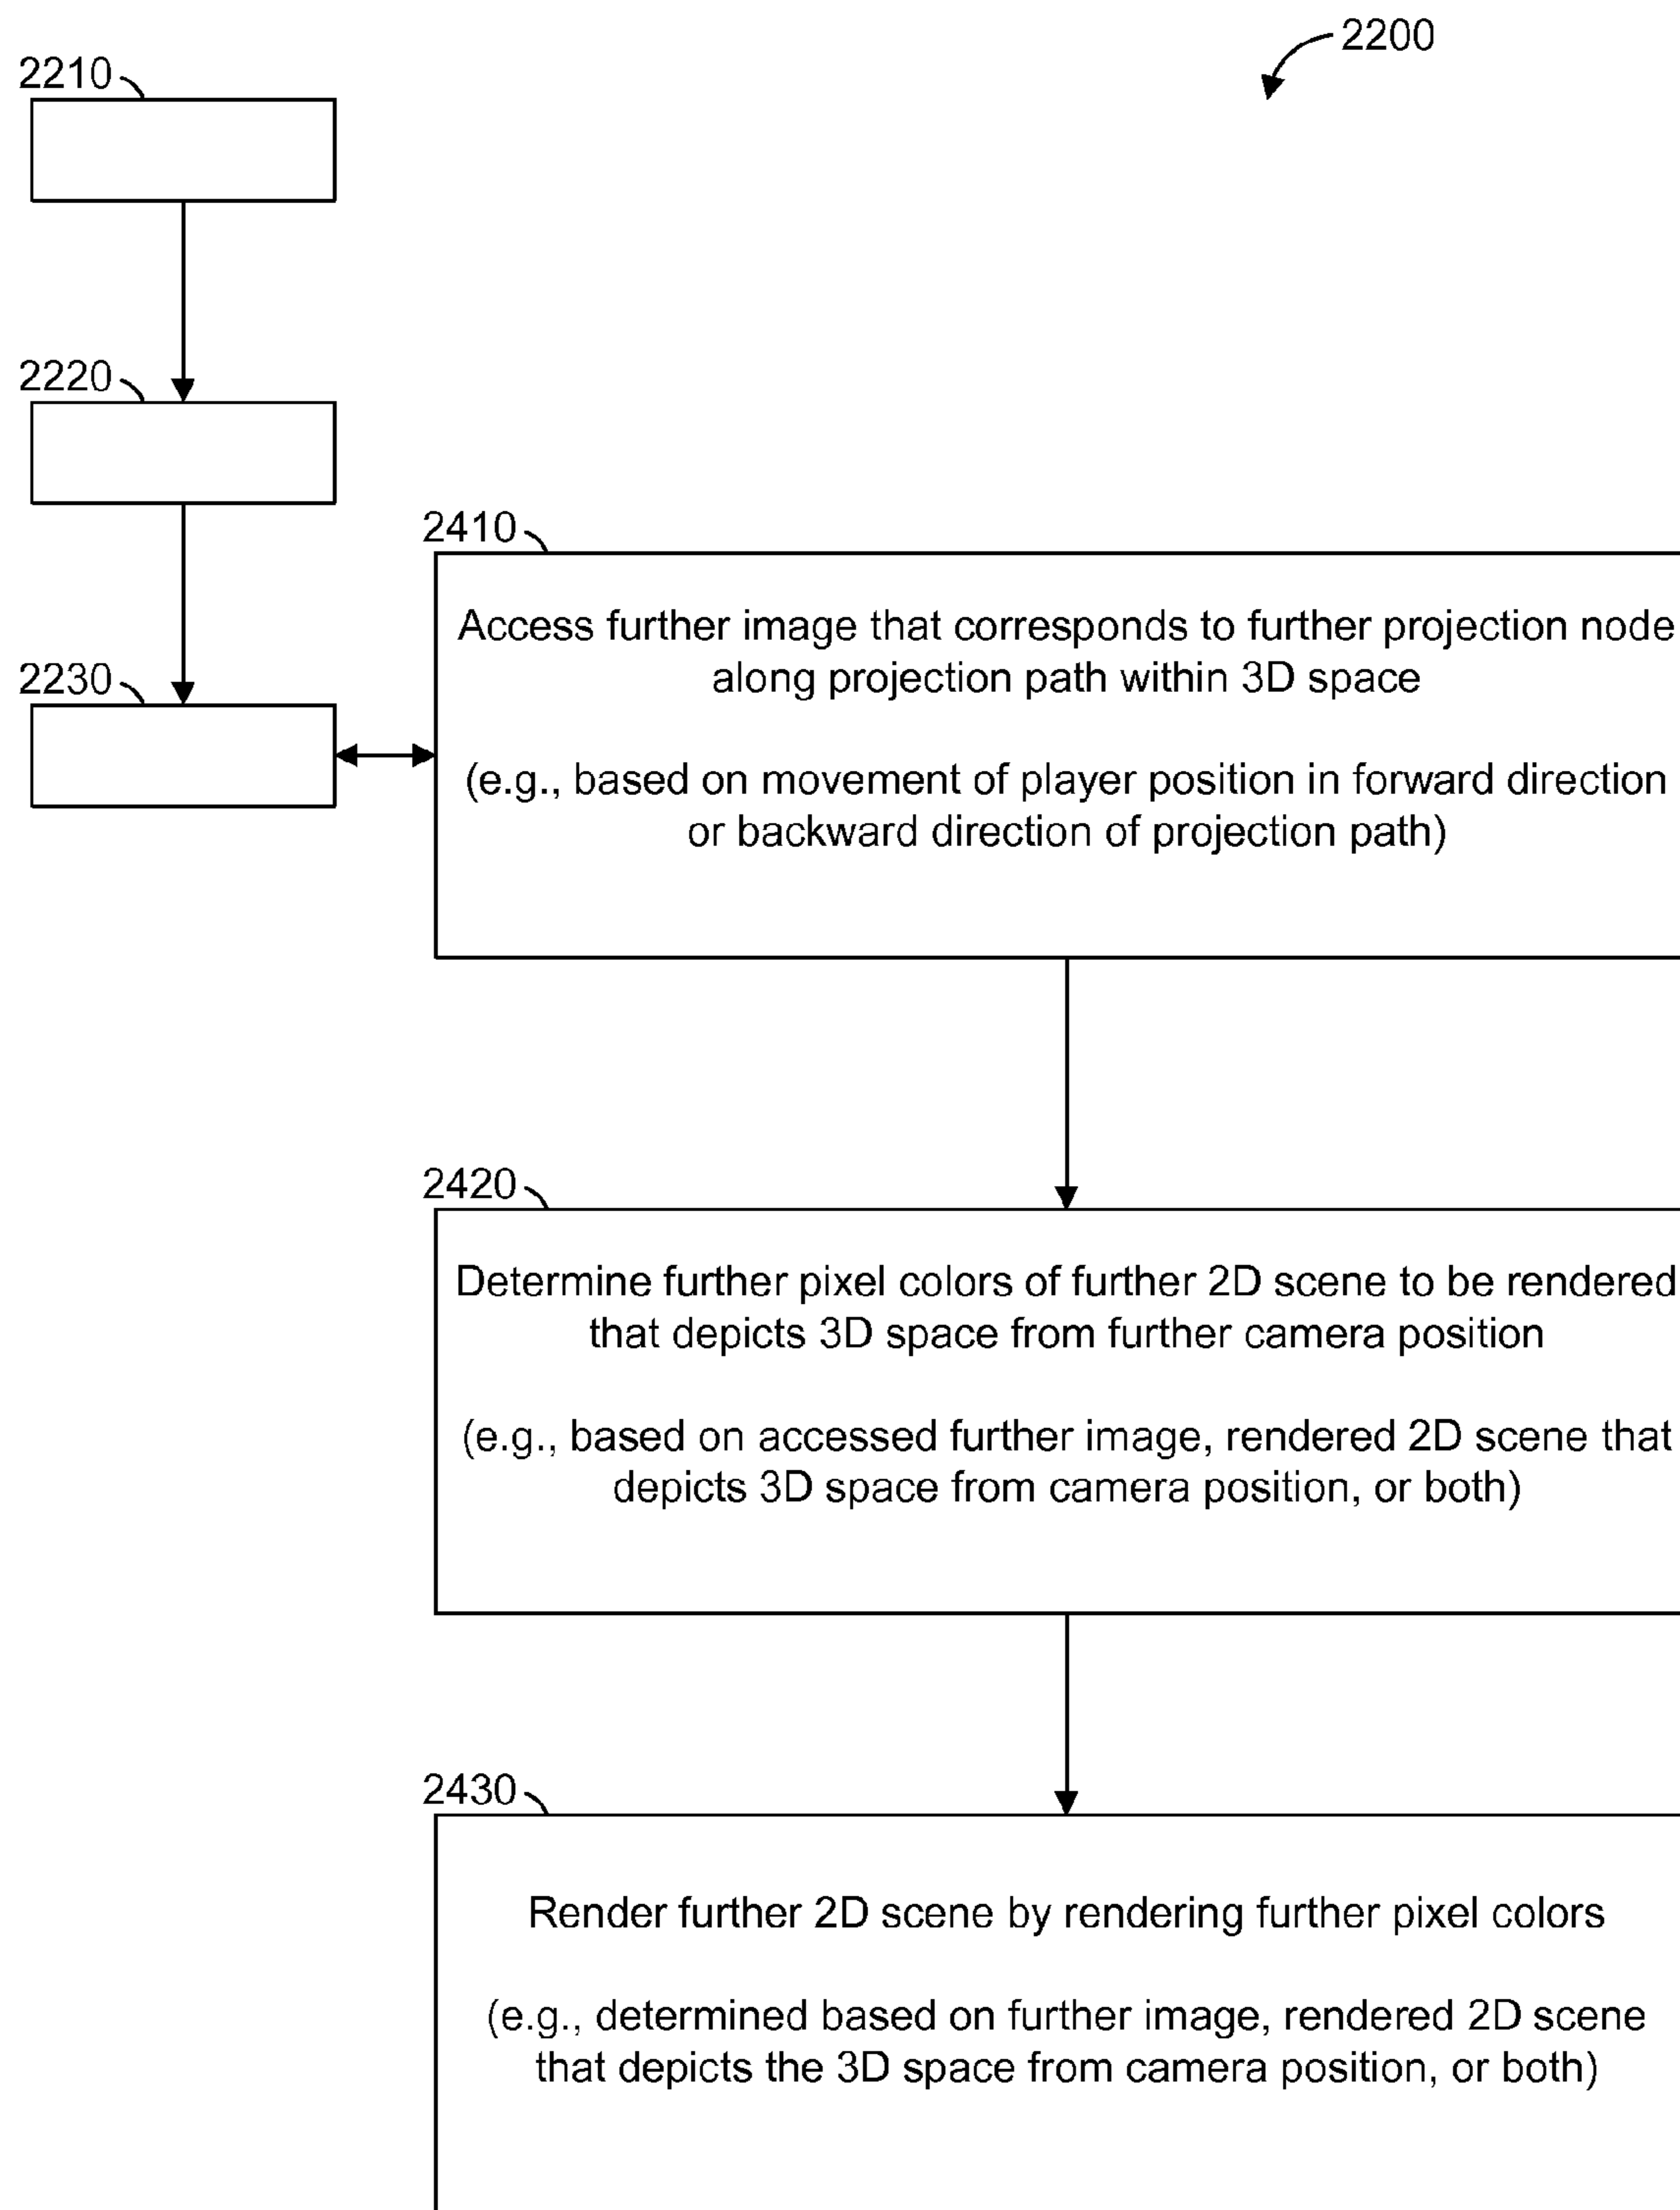 2200
2210
2220
2230
2410
Access further image that corresponds to further projection node
along projection path within 3D space
(e.g., based on movement of player position in forward direction
or backward direction of projection path)
2420
Determine further pixel colors of further 2D scene to be rendered
that depicts 3D space from further camera position
(e.g., based on accessed further image, rendered 2D scene that
depicts 3D space from camera position, or both)
2430
Render further 2D scene by rendering further pixel colors
(e.g., determined based on further image, rendered 2D scene
that depicts the 3D space from camera position, or both)